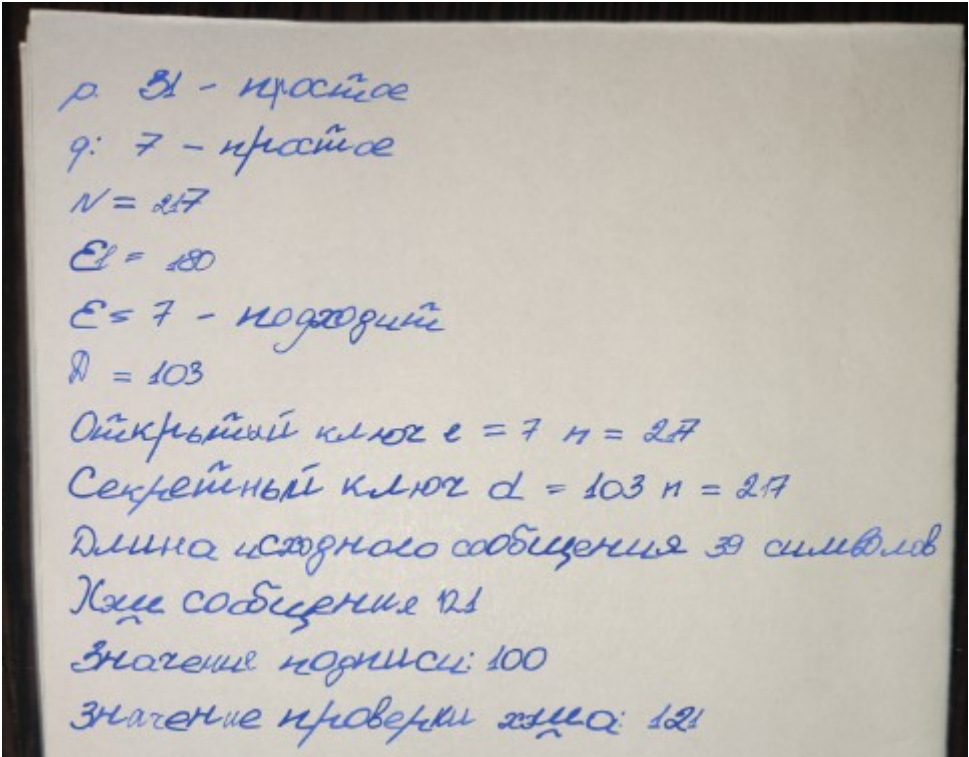 p. 31 - простое
q: 7 - простое
N = 217
E1 = 180
E = 7 - подходит
D = 103
Открытый ключ e = 7 n = 217
Секретный ключ d = 103 n = 217
Длина исходного сообщения 39 символов
Хэш сообщения 121
Значение подписи: 100
Значение проверки хэша: 121